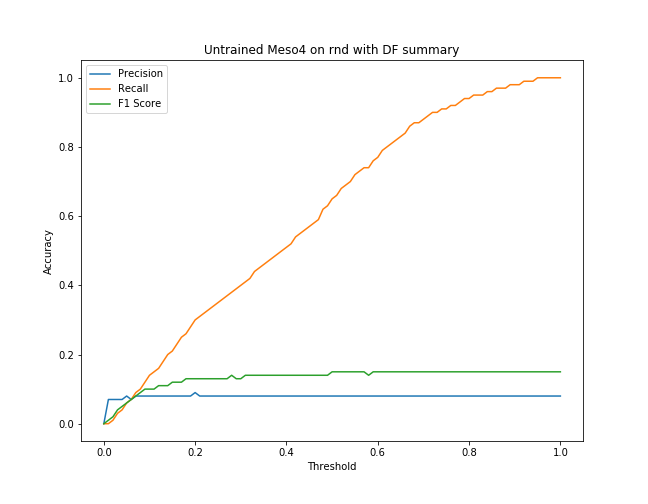 Untrained Meso4 on rnd with DF summary
Precision
Recall
F1 Score
Accuracy
1.0
0.8
0.6
0.4
0.2
0.0
0.0 0.2 0.4 0.6 0.8 1.0
Threshold